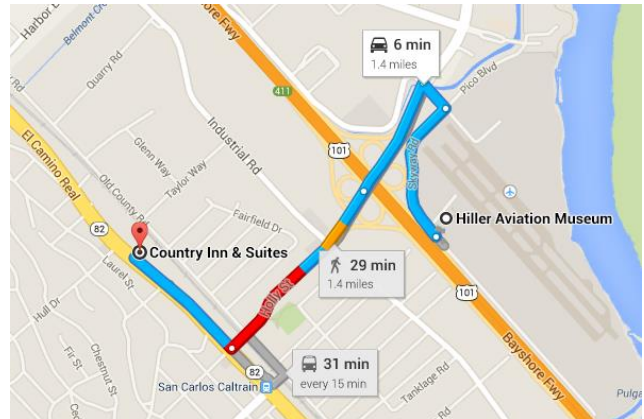 Harbor B
Belmont Cree
Bayshore Fwy
6 min
1.4 miles
Quarry Rd
Pico Blvd
411
Industrial Rd
101
Skyway Rd
El Camino Real
Glenn Way
Old County Rd
Taylor Way
Hiller Aviation Museum
Fairfield Dr
82
Country Inn & Suites
Laurel St
29 min
1.4 miles
Holly St
101
Hull Dr
Bayshore Fwy
Chestnut St
Fir St
31 min
every 15 min
82
San Carlos Caltrain
Tanklage Rd
Pulga